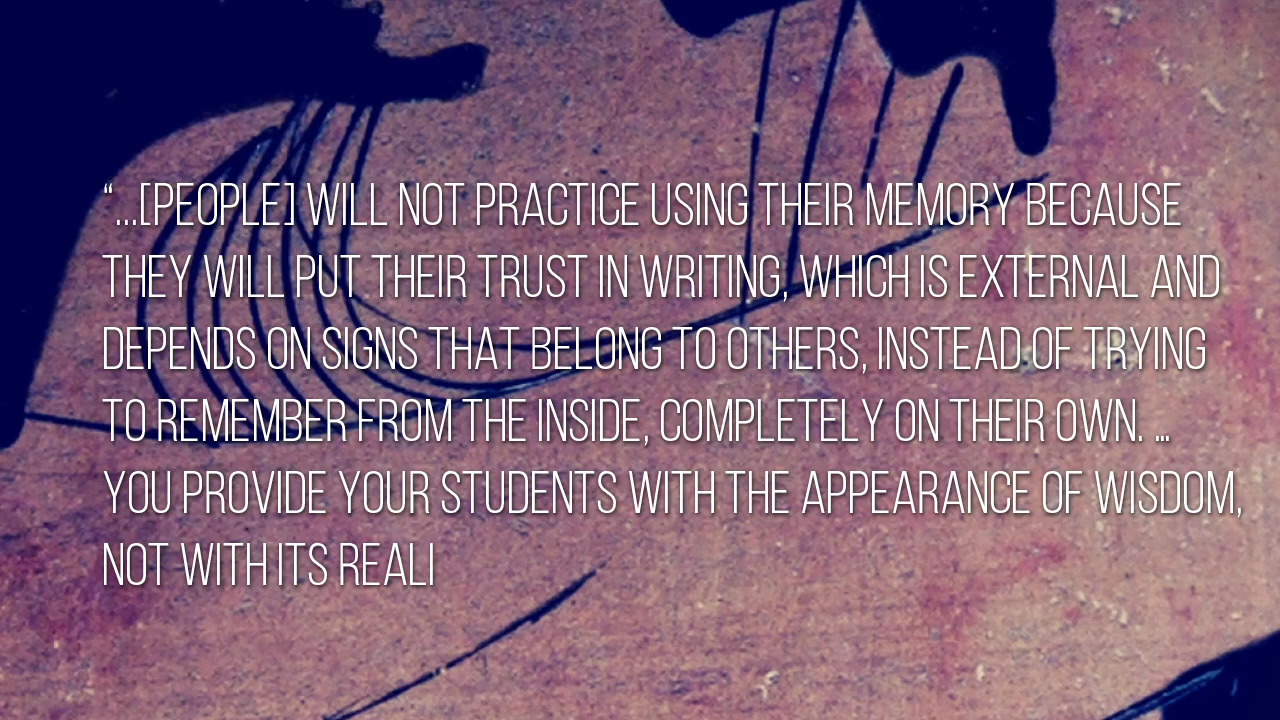 “...[PEOPLE] WILL NOT PRACTICE USING THEIR MEMORY BECAUSE
THEY WILL PUT THEIR TRUST IN WRITING, WHICH IS EXTERNAL AND
DEPENDS ON SIGNS THAT BELONG TO OTHERS, INSTEAD OF TRYING
TO REMEMBER FROM THE INSIDE, COMPLETELY ON THEIR OWN. ...
YOU PROVIDE YOUR STUDENTS WITH THE APPEARANCE OF WISDOM,
NOT WITH ITS REALI